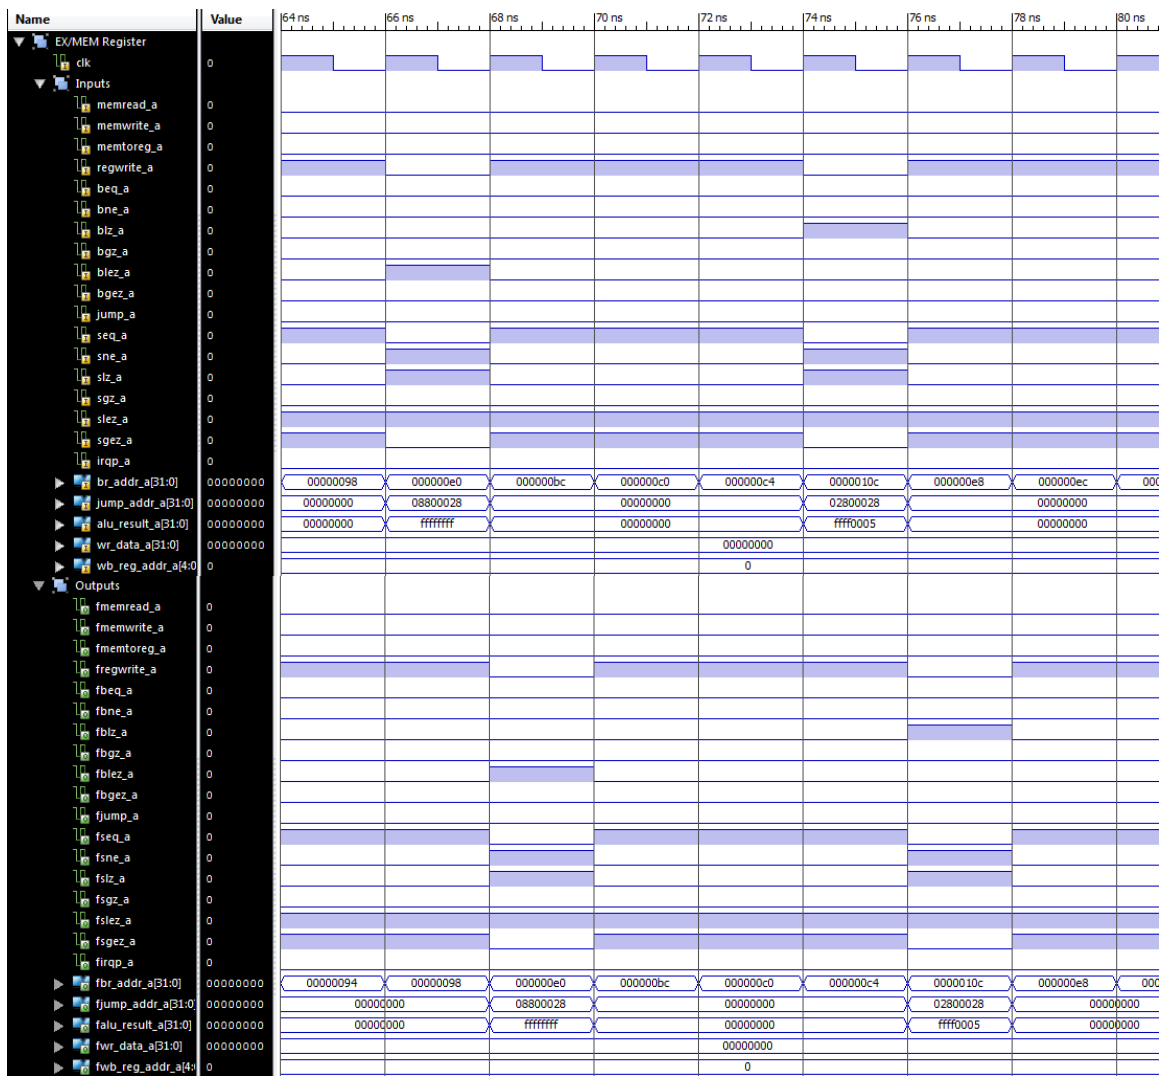 Name Value 64 ns 66 ns 68 ns 70 ns 72 ns 74 ns 76 ns 78 ns 80 ns
EX/MEM Register
clk 0
Inputs
memread_a 0
memwrite_a 0
memtoreg_a 0
regwrite_a 0
beq_a 0
bne_a 0
blz_a 0
bgz_a 0
blez_a 0
bgez_a 0
jump_a 0
seq_a 0
sne_a 0
slz_a 0
sgz_a 0
slez_a 0
sgez_a 0
irqp_a 0
br_addr_a[31:0] 00000000 00000098 000000e0 000000bc 000000c0 000000c4 0000010c 000000e8 000000ec 000
jump_addr_a[31:0] 00000000 00000000 08800028 00000000 02800028 00000000
alu_result_a[31:0] 00000000 00000000 ffffffff 00000000 ffff0005 00000000
wr_data_a[31:0] 00000000 00000000
wb_reg_addr_a[4:0 0 0
Outputs
fmemread_a 0
fmemwrite_a 0
fmemtoreg_a 0
fregwrite_a 0
fbeq_a 0
fbne_a 0
fblz_a 0
fbgz_a 0
fblez_a 0
fbgez_a 0
fjump_a 0
fseq_a 0
fsne_a 0
fslz_a 0
fsgz_a 0
fslez_a 0
fsgez_a 0
firqp_a 0
fbr_addr_a[31:0] 00000000 00000094 00000098 000000e0 000000bc 000000c0 000000c4 0000010c 000000e8 000
fjump_addr_a[31:0] 00000000 00000000 08800028 00000000 02800028 00000000
falu_result_a[31:0] 00000000 00000000 ffffffff 00000000 ffff0005 00000000
fwr_data_a[31:0] 00000000 00000000
fwb_reg_addr_a[4: 0 0